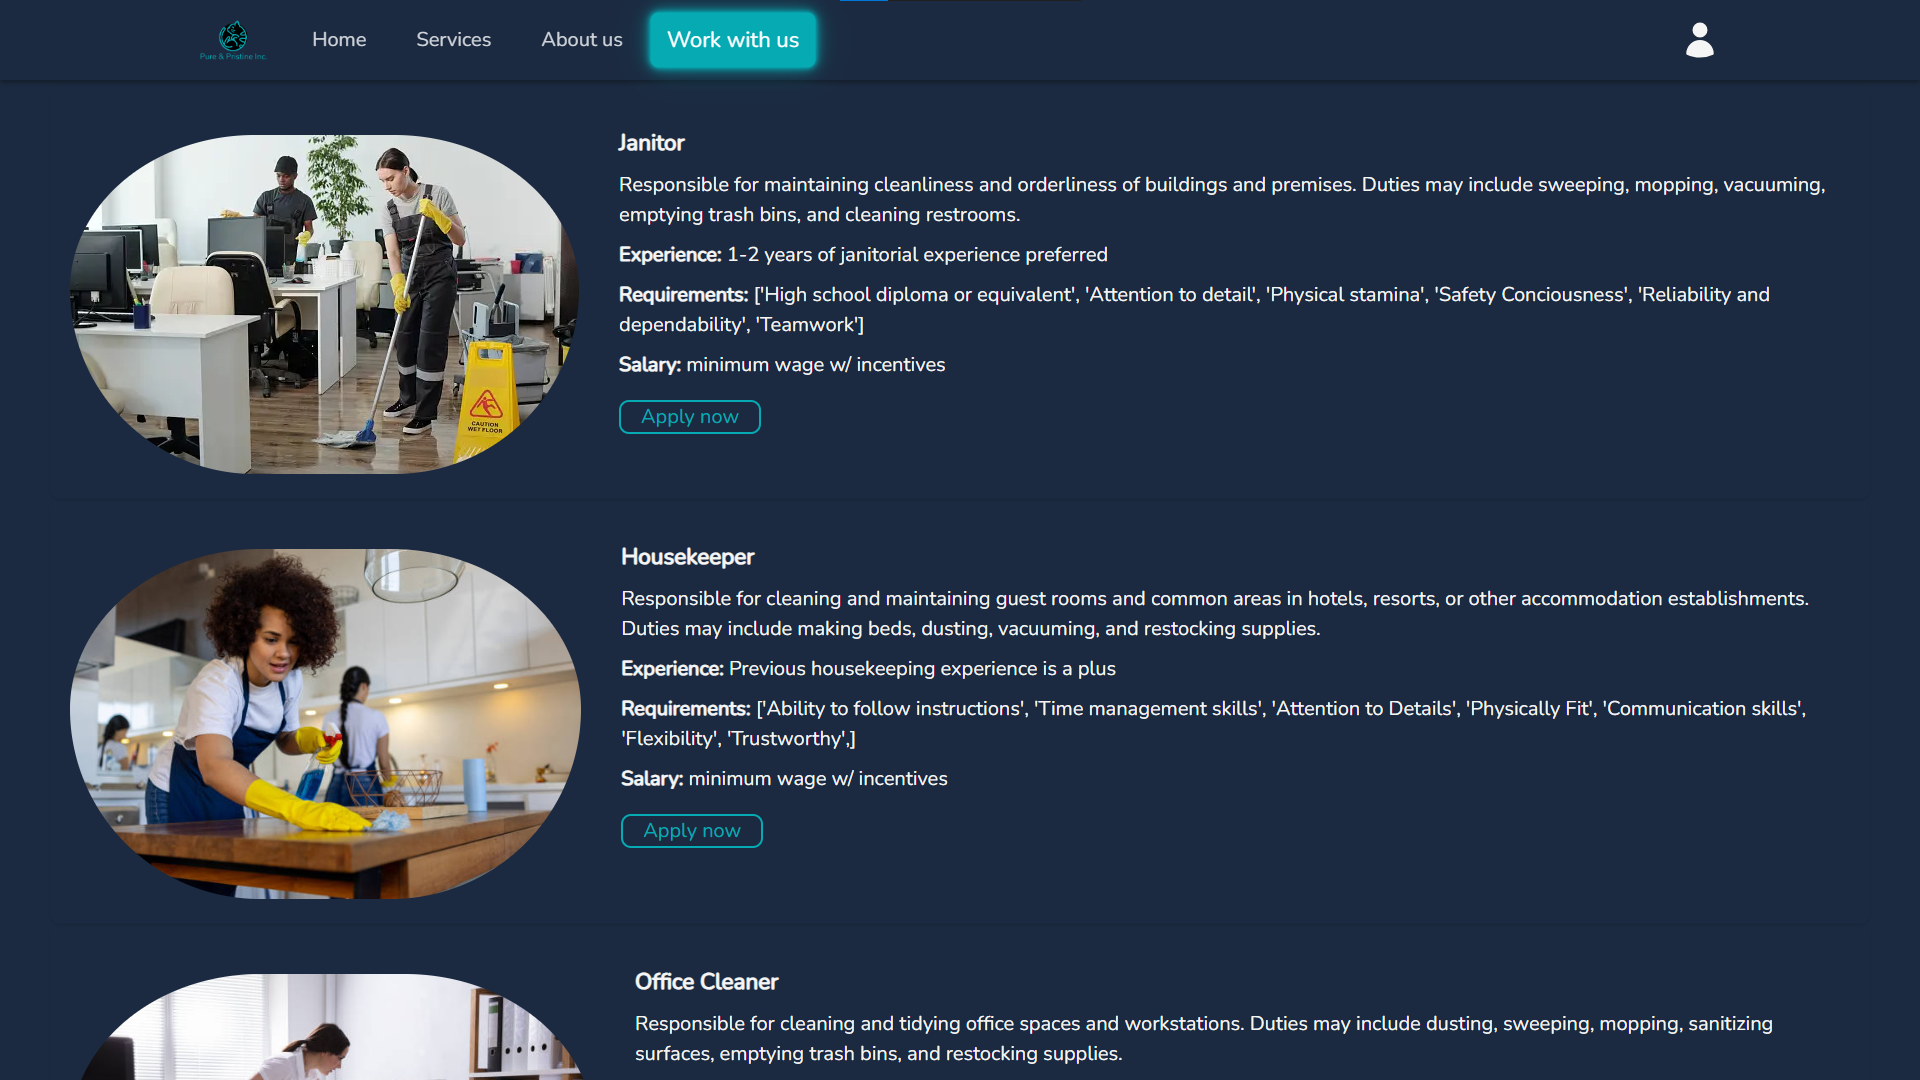 Pure & Pristine Inc.
Home
Services
About us
Work with us
Janitor
Responsible for maintaining cleanliness and orderliness of buildings and premises. Duties may include sweeping, mopping, vacuuming,
emptying trash bins, and cleaning restrooms.
Experience: 1-2 years of janitorial experience preferred
Requirements: ['High school diploma or equivalent', 'Attention to detail', 'Physical stamina', 'Safety Conciousness', 'Reliability and
dependability', 'Teamwork']
Salary: minimum wage w/ incentives
Apply now
CAUTION
WET FLOOR
Housekeeper
Responsible for cleaning and maintaining guest rooms and common areas in hotels, resorts, or other accommodation establishments.
Duties may include making beds, dusting, vacuuming, and restocking supplies.
Experience: Previous housekeeping experience is a plus
Requirements: ['Ability to follow instructions', 'Time management skills', 'Attention to Details', 'Physically Fit', 'Communication skills',
'Flexibility', 'Trustworthy',]
Salary: minimum wage w/ incentives
Apply now
Office Cleaner
Responsible for cleaning and tidying office spaces and workstations. Duties may include dusting, sweeping, mopping, sanitizing
surfaces, emptying trash bins, and restocking supplies.